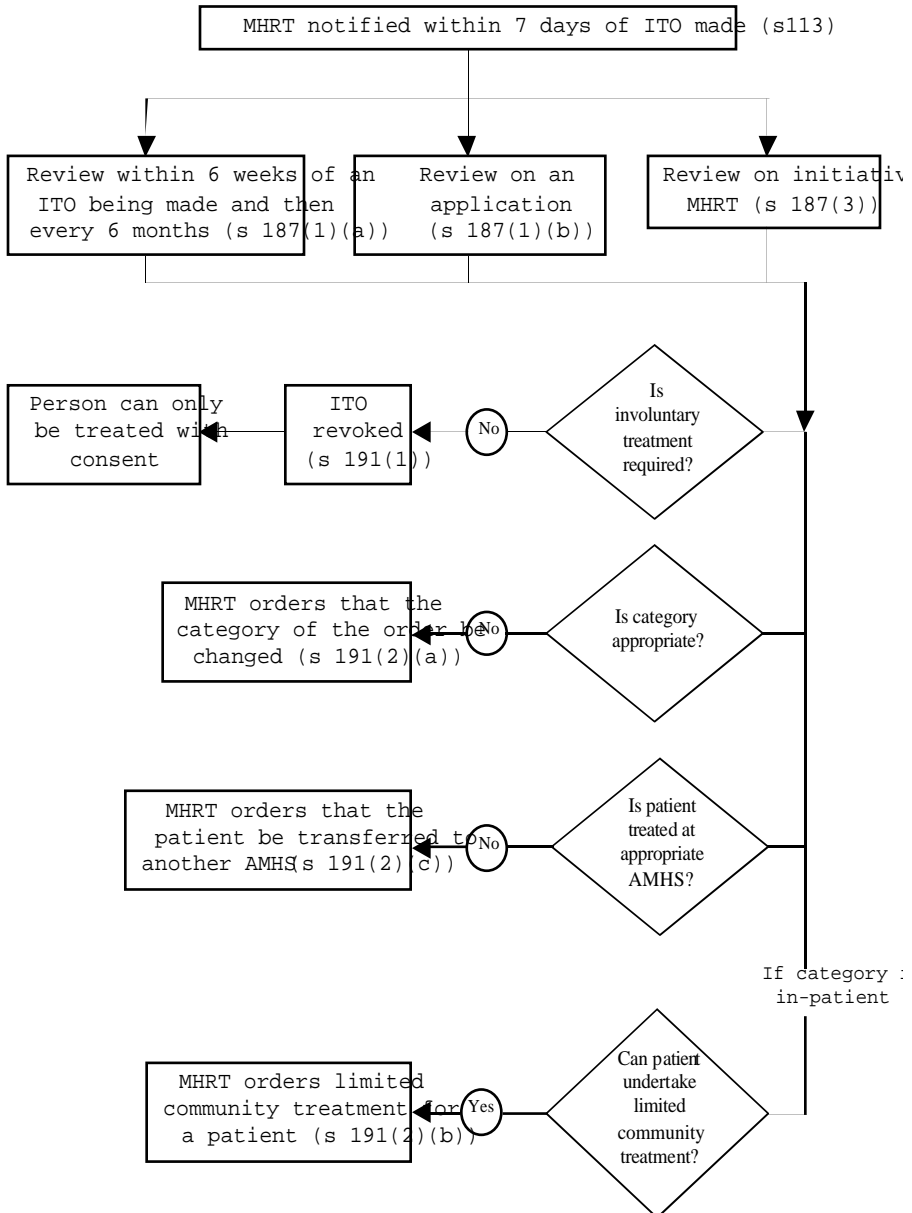 MHRT notified within 7 days of ITO made (s113)
Review within 6 weeks of an
ITO being made and then
every 6 months (s 187(1)(a))
Review on an
application
(s 187(1)(b))
Review on initiativ
MHRT (s 187(3))
Person can only
be treated with
consent
ITO
revoked
(s 191(1))
No
Is
involuntary
treatment
required?
MHRT orders that the
category of the order be
changed (s 191(2)(a))
No
Is category
appropriate?
MHRT orders that the
patient be transferred to
another AMHS(s 191(2)(c))
No
Is patient
treated at
appropriate
AMHS?
If category i
in-patient
MHRT orders limited
community treatment for
a patient (s 191(2)(b))
Yes
Can patient
undertake
limited
community
treatment?